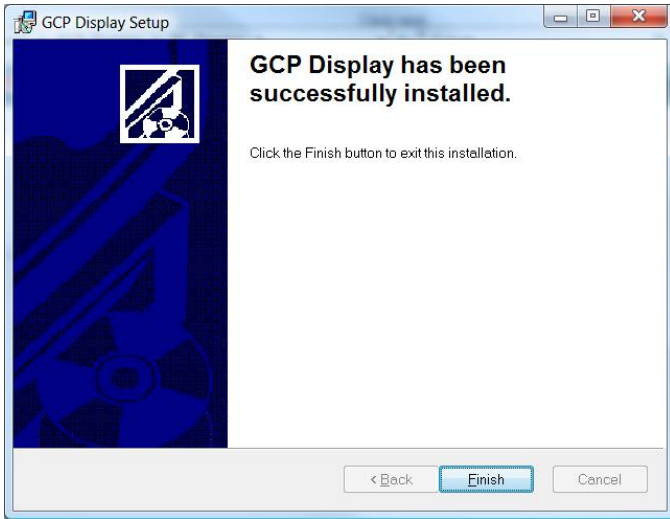 GCP Display Setup
GCP Display has been
successfully installed.
Click the Finish button to exit this installation.
< Back
Finish
Cancel